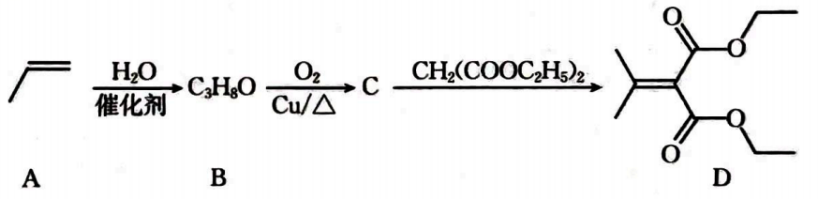 H₂O
催化剂
C₃H₈O
O₂
Cu/△
C
CH₂(COOC₂H₅)₂
O
O
O
O
A
B
D